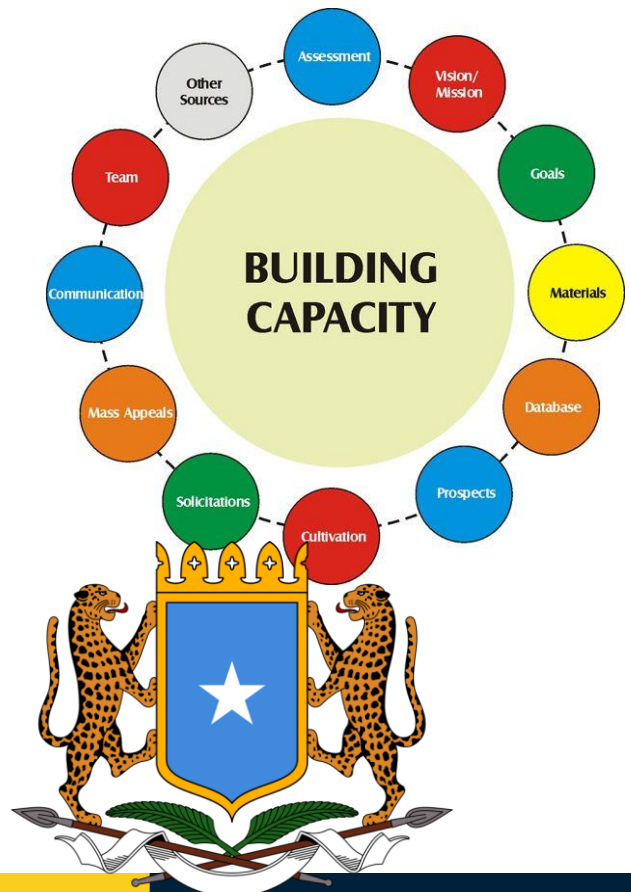 Assessment
Vision/
Mission
Goals
Materials
Database
Prospects
Cultivation
Solicitations
Mass Appeals
Communication
Team
Other
Sources
BUILDING
CAPACITY